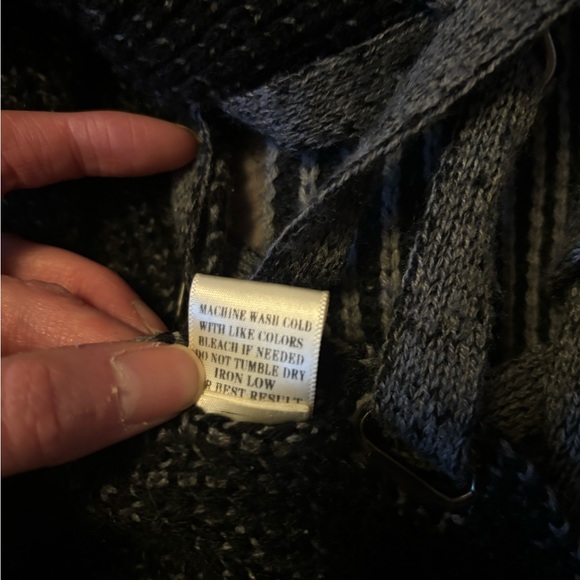 MACHINE WASH COLD
WITH LIKE COLORS
BLEACH IF NEEDED
DO NOT TUMBLE DRY
IRON LOW
BEST RESULT